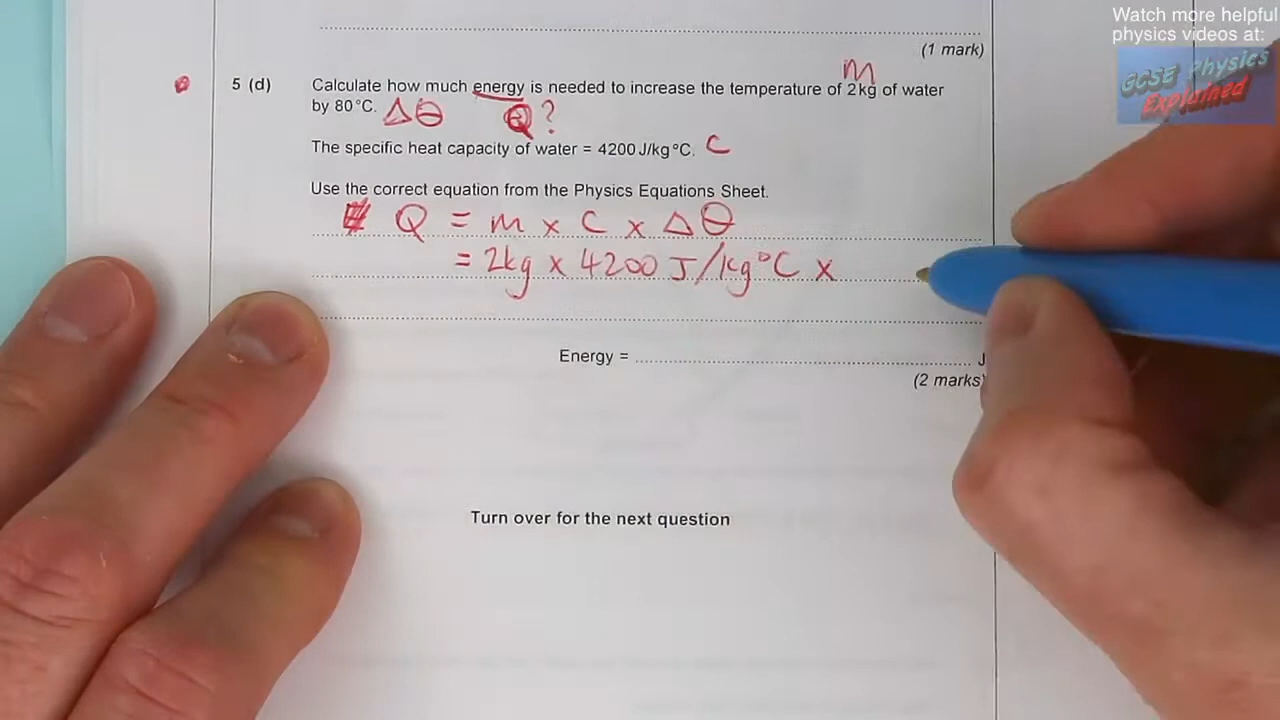 Watch more helpful
physics videos at:
GCSE Physics
Explained
(1 mark)
m
5 (d) Calculate how much energy is needed to increase the temperature of 2 kg of water
by 80 °C. Δθ Q ?
The specific heat capacity of water = 4200 J/kg °C. C
Use the correct equation from the Physics Equations Sheet.
Q = m × C × Δθ
= 2kg × 4200 J/kg°C ×
Energy = J
(2 marks)
Turn over for the next question